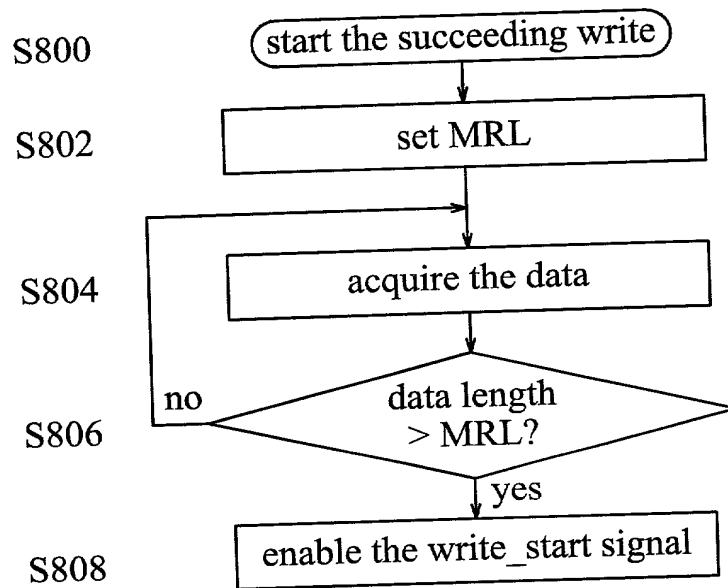 S800 start the succeeding write
S802 set MRL
S804 acquire the data
no data length
S806 > MRL?
yes
S808 enable the write_start signal